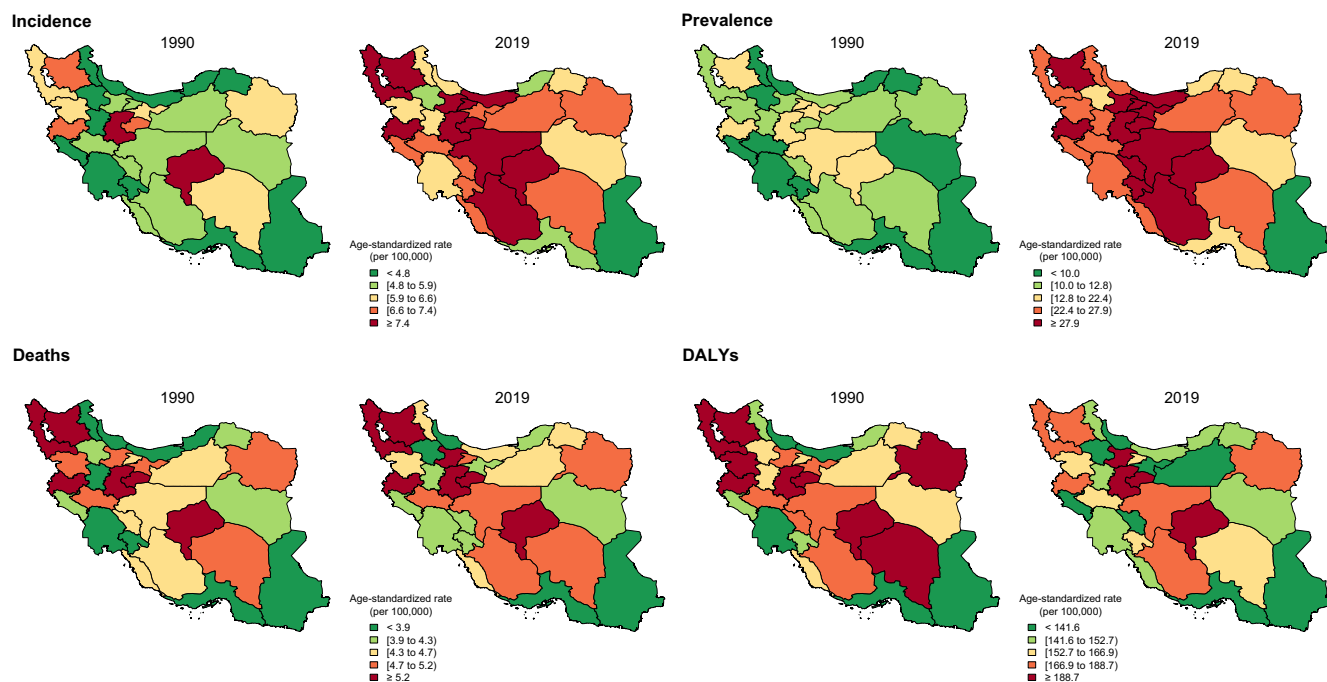 Incidence
1990
2019
Age-standardized rate
(per 100,000)
< 4.8
[4.8 to 5.9)
[5.9 to 6.6)
[6.6 to 7.4)
≥ 7.4
Prevalence
1990
2019
Age-standardized rate
(per 100,000)
< 10.0
[10.0 to 12.8)
[12.8 to 22.4)
[22.4 to 27.9)
≥ 27.9
Deaths
1990
2019
Age-standardized rate
(per 100,000)
< 3.9
[3.9 to 4.3)
[4.3 to 4.7)
[4.7 to 5.2)
≥ 5.2
DALYs
1990
2019
Age-standardized rate
(per 100,000)
< 141.6
[141.6 to 152.7)
[152.7 to 166.9)
[166.9 to 188.7)
≥ 188.7